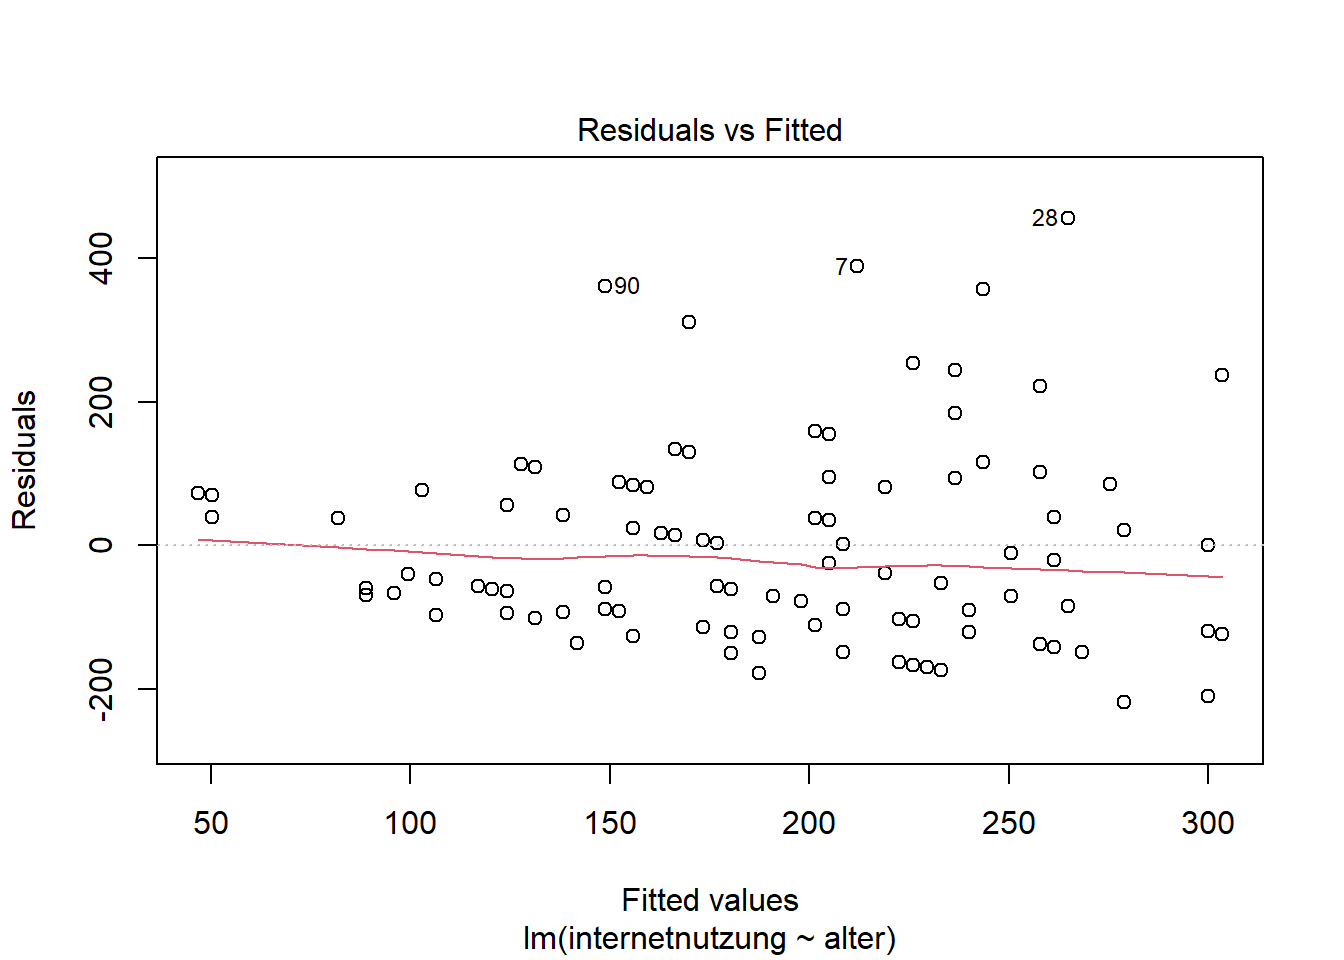 Residuals vs Fitted
Residuals
400
200
0
-200
28
7
90
50 100 150 200 250 300
Fitted values
lm(internetnutzung ~ alter)